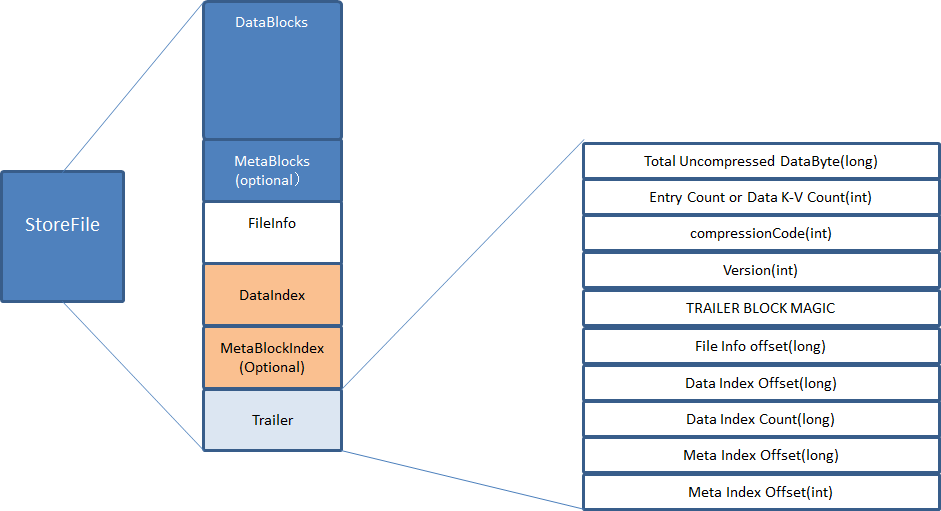 StoreFile
DataBlocks
MetaBlocks
(optional）
FileInfo
DataIndex
MetaBlockIndex
(Optional)
Trailer
Total Uncompressed DataByte(long)
Entry Count or Data K-V Count(int)
compressionCode(int)
Version(int)
TRAILER BLOCK MAGIC
File Info offset(long)
Data Index Offset(long)
Data Index Count(long)
Meta Index Offset(long)
Meta Index Offset(int)